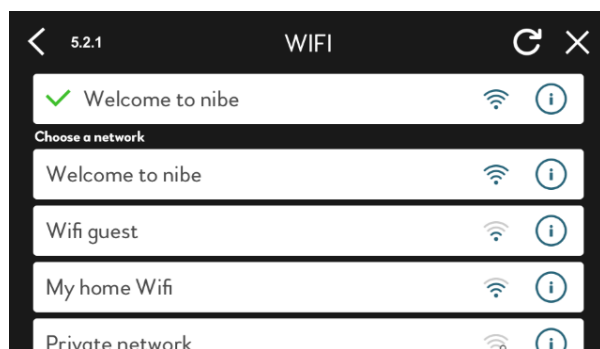 5.2.1 WIFI
Welcome to nibe
Choose a network
Welcome to nibe
Wifi guest
My home Wifi
Private network